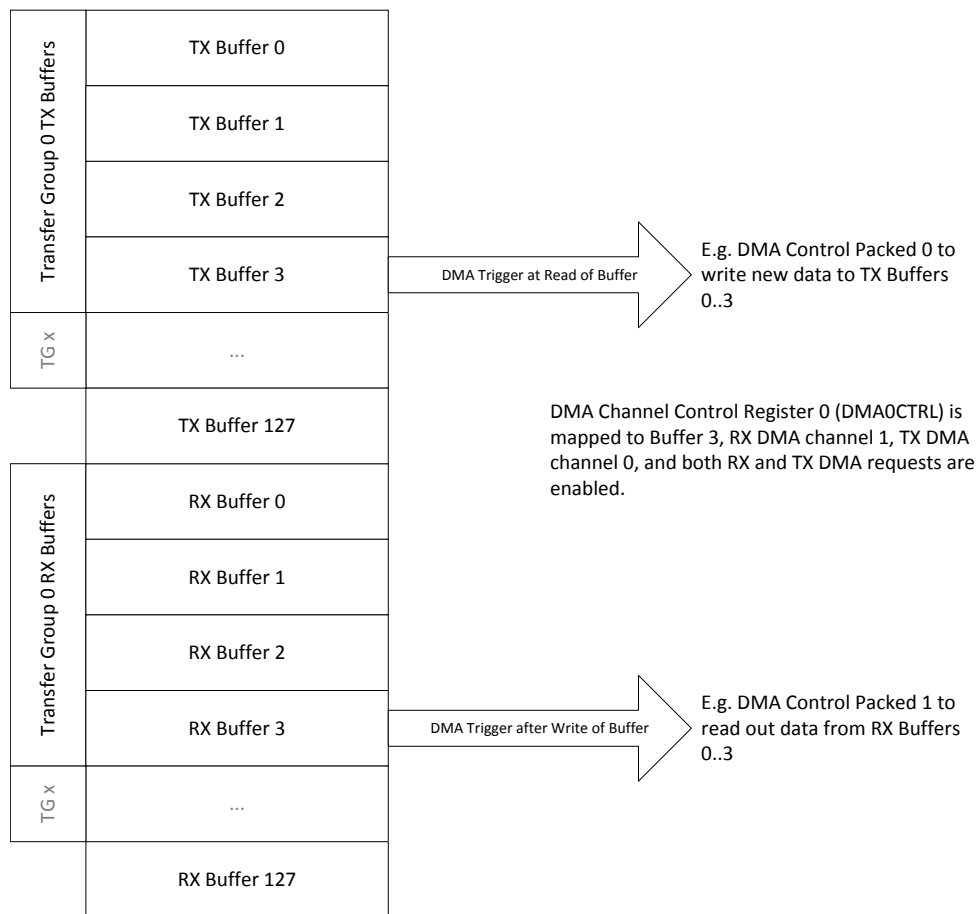 Transfer Group 0 TX Buffers
TX Buffer 0
TX Buffer 1
TX Buffer 2
TX Buffer 3
DMA Trigger at Read of Buffer
E.g. DMA Control Packed 0 to
write new data to TX Buffers
0..3
TG x
...
TX Buffer 127
DMA Channel Control Register 0 (DMA0CTRL) is
mapped to Buffer 3, RX DMA channel 1, TX DMA
channel 0, and both RX and TX DMA requests are
enabled.
Transfer Group 0 RX Buffers
RX Buffer 0
RX Buffer 1
RX Buffer 2
RX Buffer 3
DMA Trigger after Write of Buffer
E.g. DMA Control Packed 1 to
read out data from RX Buffers
0..3
TG x
...
RX Buffer 127